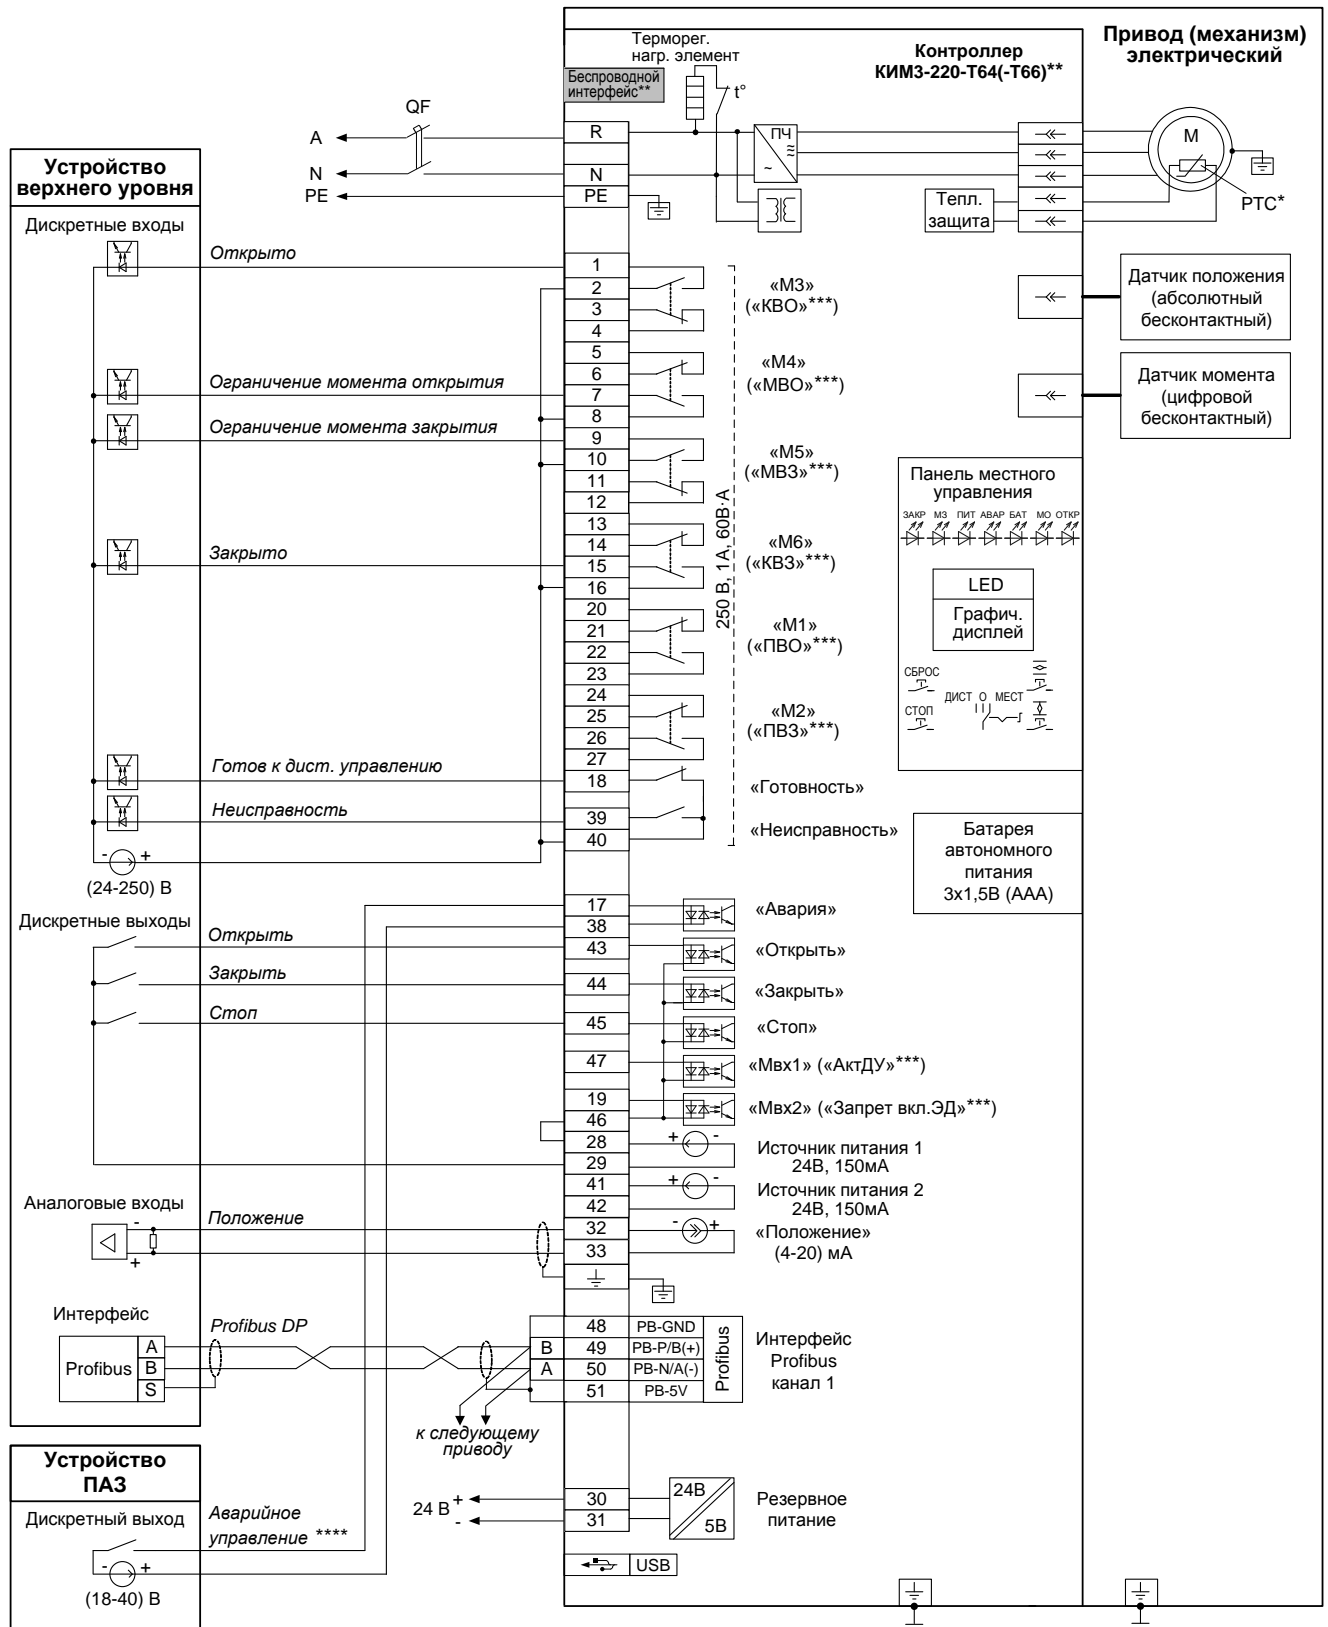 Привод (механизм)
электрический
Контроллер
КИМ3-220-Т64(-Т66)**
Терморег.
нагр. элемент
t°
Беспроводной
интерфейс**
QF
A
N
PE
R
N
PE
ПЧ
~
M
PTC*
Тепл.
защита
Устройство
верхнего уровня
Дискретные входы
Открыто
Ограничение момента открытия
Ограничение момента закрытия
Закрыто
Готов к дист. управлению
Неисправность
- +
(24-250) В
1
2
3
4
5
6
7
8
9
10
11
12
13
14
15
16
20
21
22
23
24
25
26
27
18
39
40
«М3»
(«КВО»***)
«М4»
(«МВО»***)
«М5»
(«МВЗ»***)
«М6»
(«КВЗ»***)
«М1»
(«ПВО»***)
«М2»
(«ПВЗ»***)
«Готовность»
«Неисправность»
250 В, 1А, 60В·А
Датчик положения
(абсолютный
бесконтактный)
Датчик момента
(цифровой
бесконтактный)
Панель местного
управления
ЗАКР МЗ ПИТ АВАР БАТ МО ОТКР
LED
Графич.
дисплей
СБРОС
СТОП
ДИСТ О МЕСТ
Батарея
автономного
питания
3х1,5В (ААА)
Дискретные выходы
Открыть
Закрыть
Стоп
17
38
43
44
45
47
19
46
28
29
41
42
32
33
«Авария»
«Открыть»
«Закрыть»
«Стоп»
«Мвх1» («АктДУ»***)
«Мвх2» («Запрет вкл.ЭД»***)
+ -
Источник питания 1
24В, 150мА
+ -
Источник питания 2
24В, 150мА
- +
«Положение»
(4-20) мА
Аналоговые входы
-
+
Положение
Интерфейс
Profibus
A
B
S
Profibus DP
B
A
48 PB-GND
49 PB-P/B(+)
50 PB-N/A(-)
51 PB-5V
Profibus
Интерфейс
Profibus
канал 1
к следующему
приводу
Устройство
ПАЗ
Дискретный выход
- +
(18-40) В
Аварийное
управление ****
24 В
+
-
30
31
24В
5В
Резервное
питание
USB